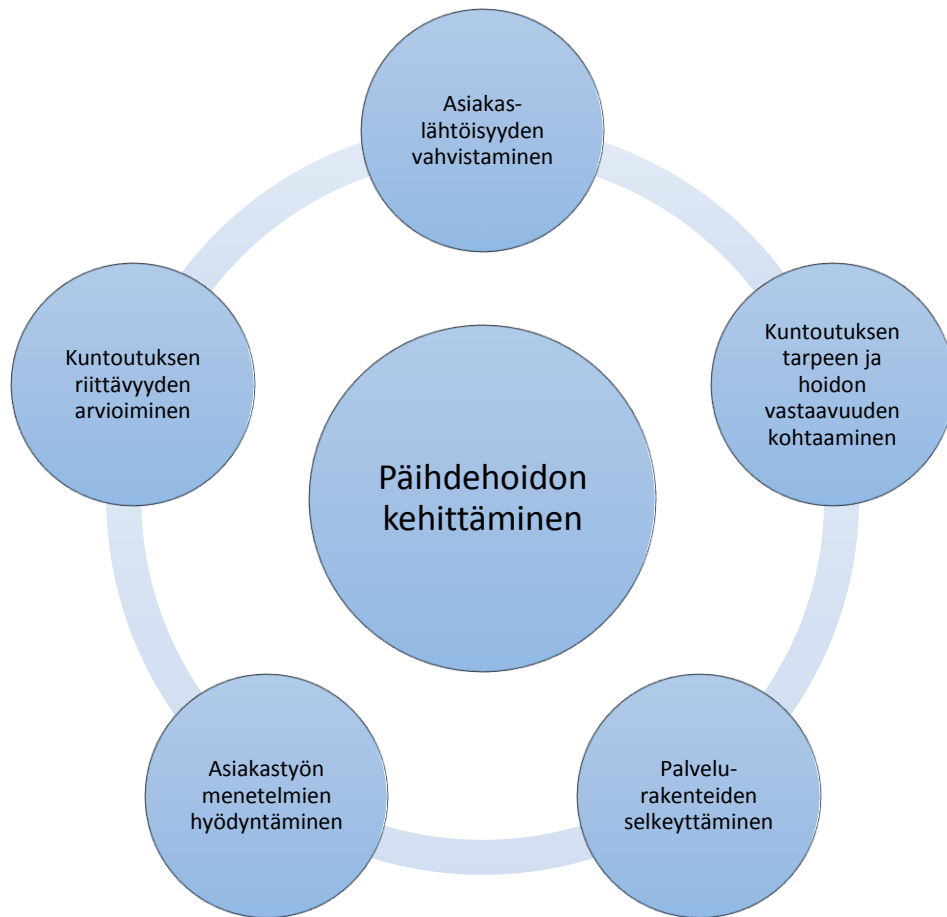 Asiakas-
lähtöisyyden
vahvistaminen
Kuntoutuksen
tarpeen ja
hoidon
vastaavuuden
kohtaaminen
Palvelu-
rakenteiden
selkeyttäminen
Asiakastyön
menetelmien
hyödyntäminen
Kuntoutuksen
riittävyyden
arvioiminen
Päihdehoidon
kehittäminen